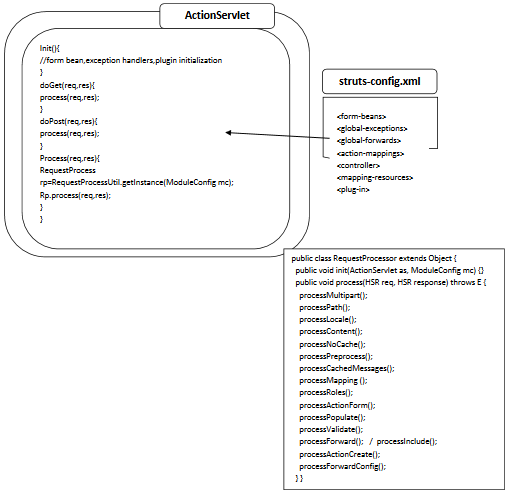 ActionServlet
Init(){
//form bean,exception handlers,plugin initialization
}
doGet(req,res){
process(req,res);
}
doPost(req,res){
process(req,res);
}
Process(req,res){
RequestProcess
rp=RequestProcessUtil.getInstance(ModuleConfig mc);
Rp.process(req,res);
}
}
struts-config.xml
<form-beans>
<global-exceptions>
<global-forwards>
<action-mappings>
<controller>
<mapping-resources>
<plug-in>
public class RequestProcessor extends Object {
public void init(ActionServlet as, ModuleConfig mc) {}
public void process(HSR req, HSR response) throws E {
processMultipart();
processPath();
processLocale();
processContent();
processNoCache();
processPreprocess();
processCachedMessages();
processMapping ();
processRoles();
processActionForm();
processPopulate();
processValidate();
processForward();   / processInclude();
processActionCreate();
processForwardConfig();
} }